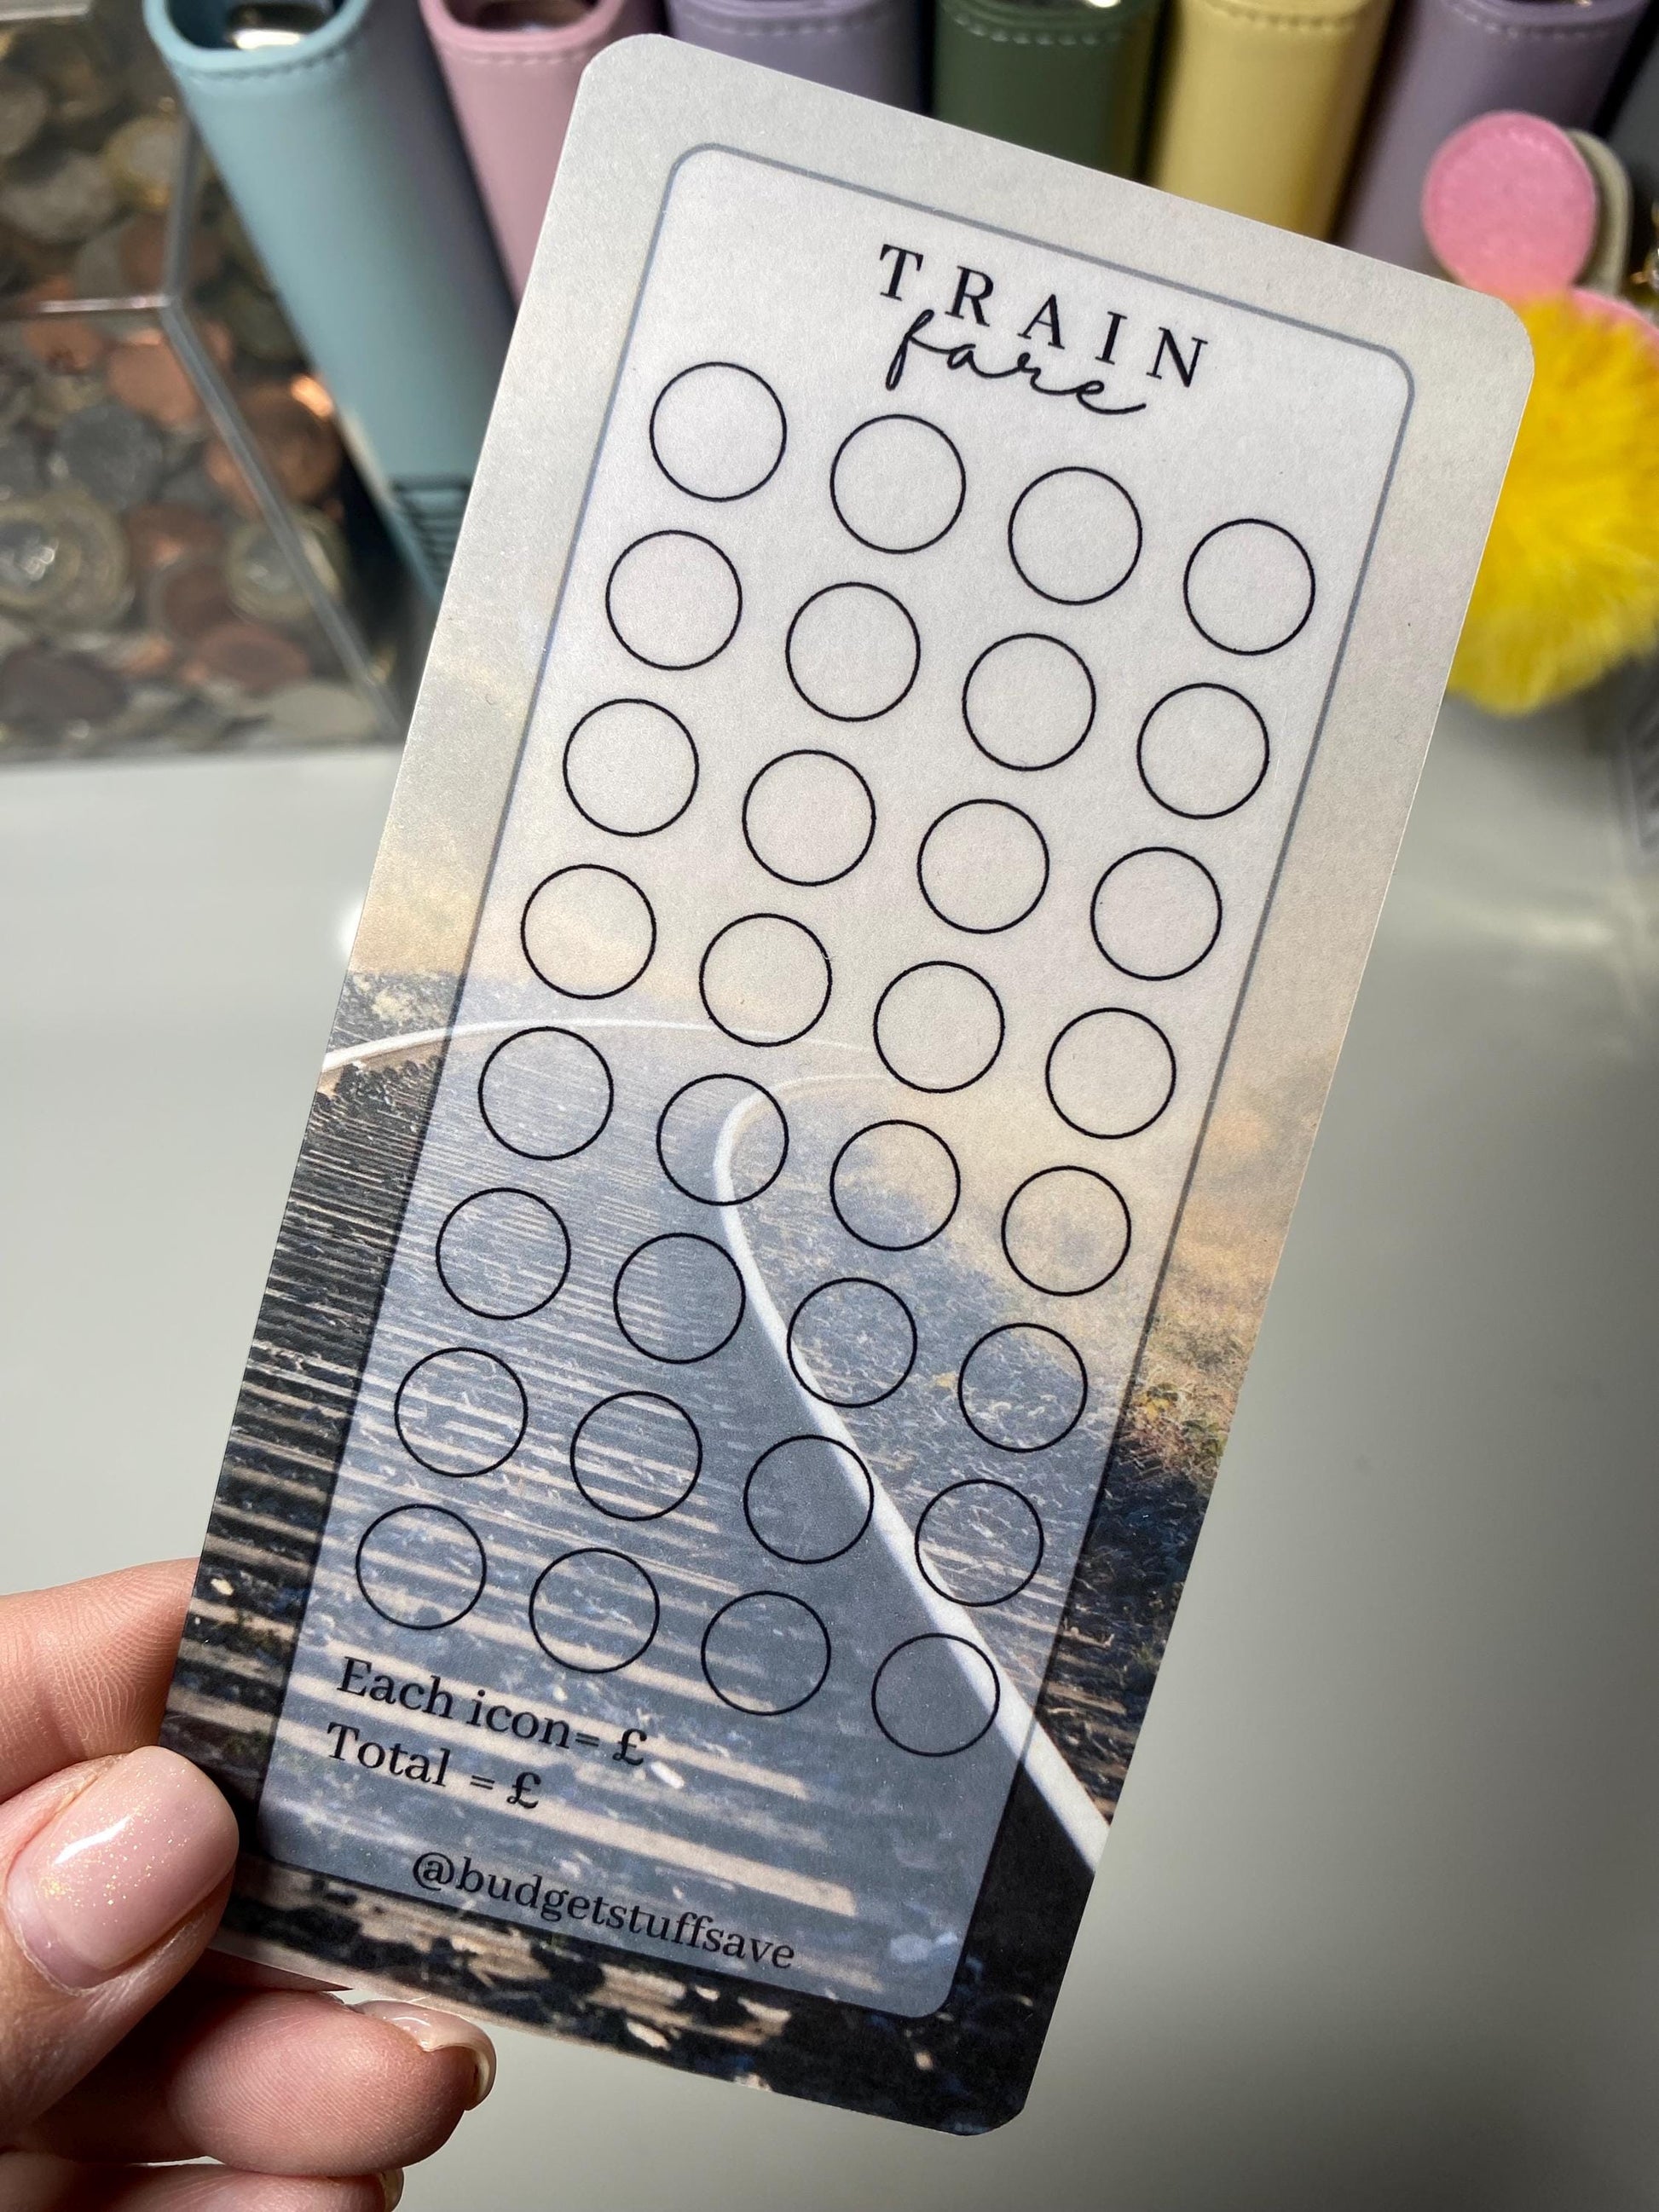 TRAIN
fare
Each icon= £
Total = £
@budgetstuffsave